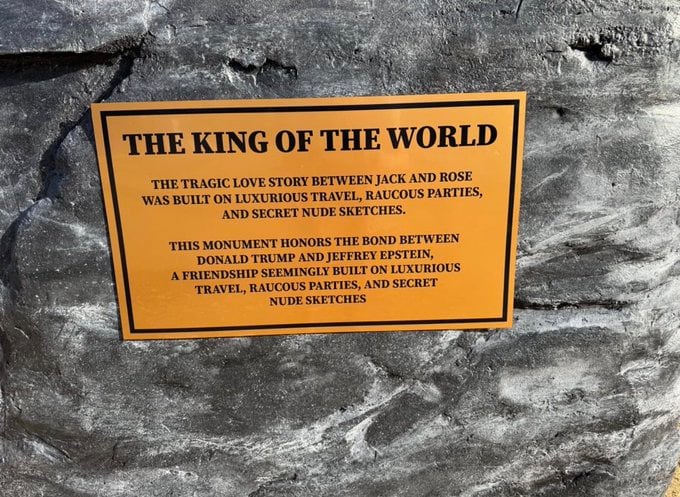 THE KING OF THE WORLD
THE TRAGIC LOVE STORY BETWEEN JACK AND ROSE
WAS BUILT ON LUXURIOUS TRAVEL, RAUCOUS PARTIES,
AND SECRET NUDE SKETCHES.
THIS MONUMENT HONORS THE BOND BETWEEN
DONALD TRUMP AND JEFFREY EPSTEIN,
A FRIENDSHIP SEEMINGLY BUILT ON LUXURIOUS
TRAVEL, RAUCOUS PARTIES, AND SECRET
NUDE SKETCHES